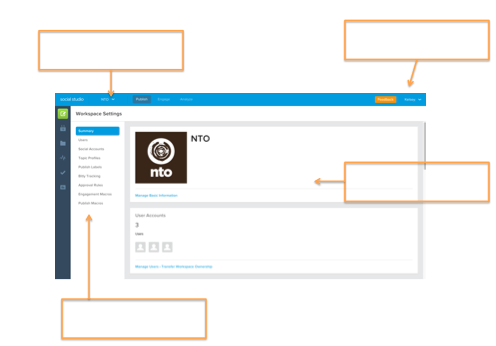 social studio NTO Publish Engage Analyze
Workspace Settings
Summary
Users
Social Accounts
Topic Profiles
Publish Labels
Bitly Tracking
Approval Rules
Engagement Macros
Publish Macros
NTO
nto
Manage Basic Information
User Accounts
3
Users
Manage Users · Transfer Workspace Ownership